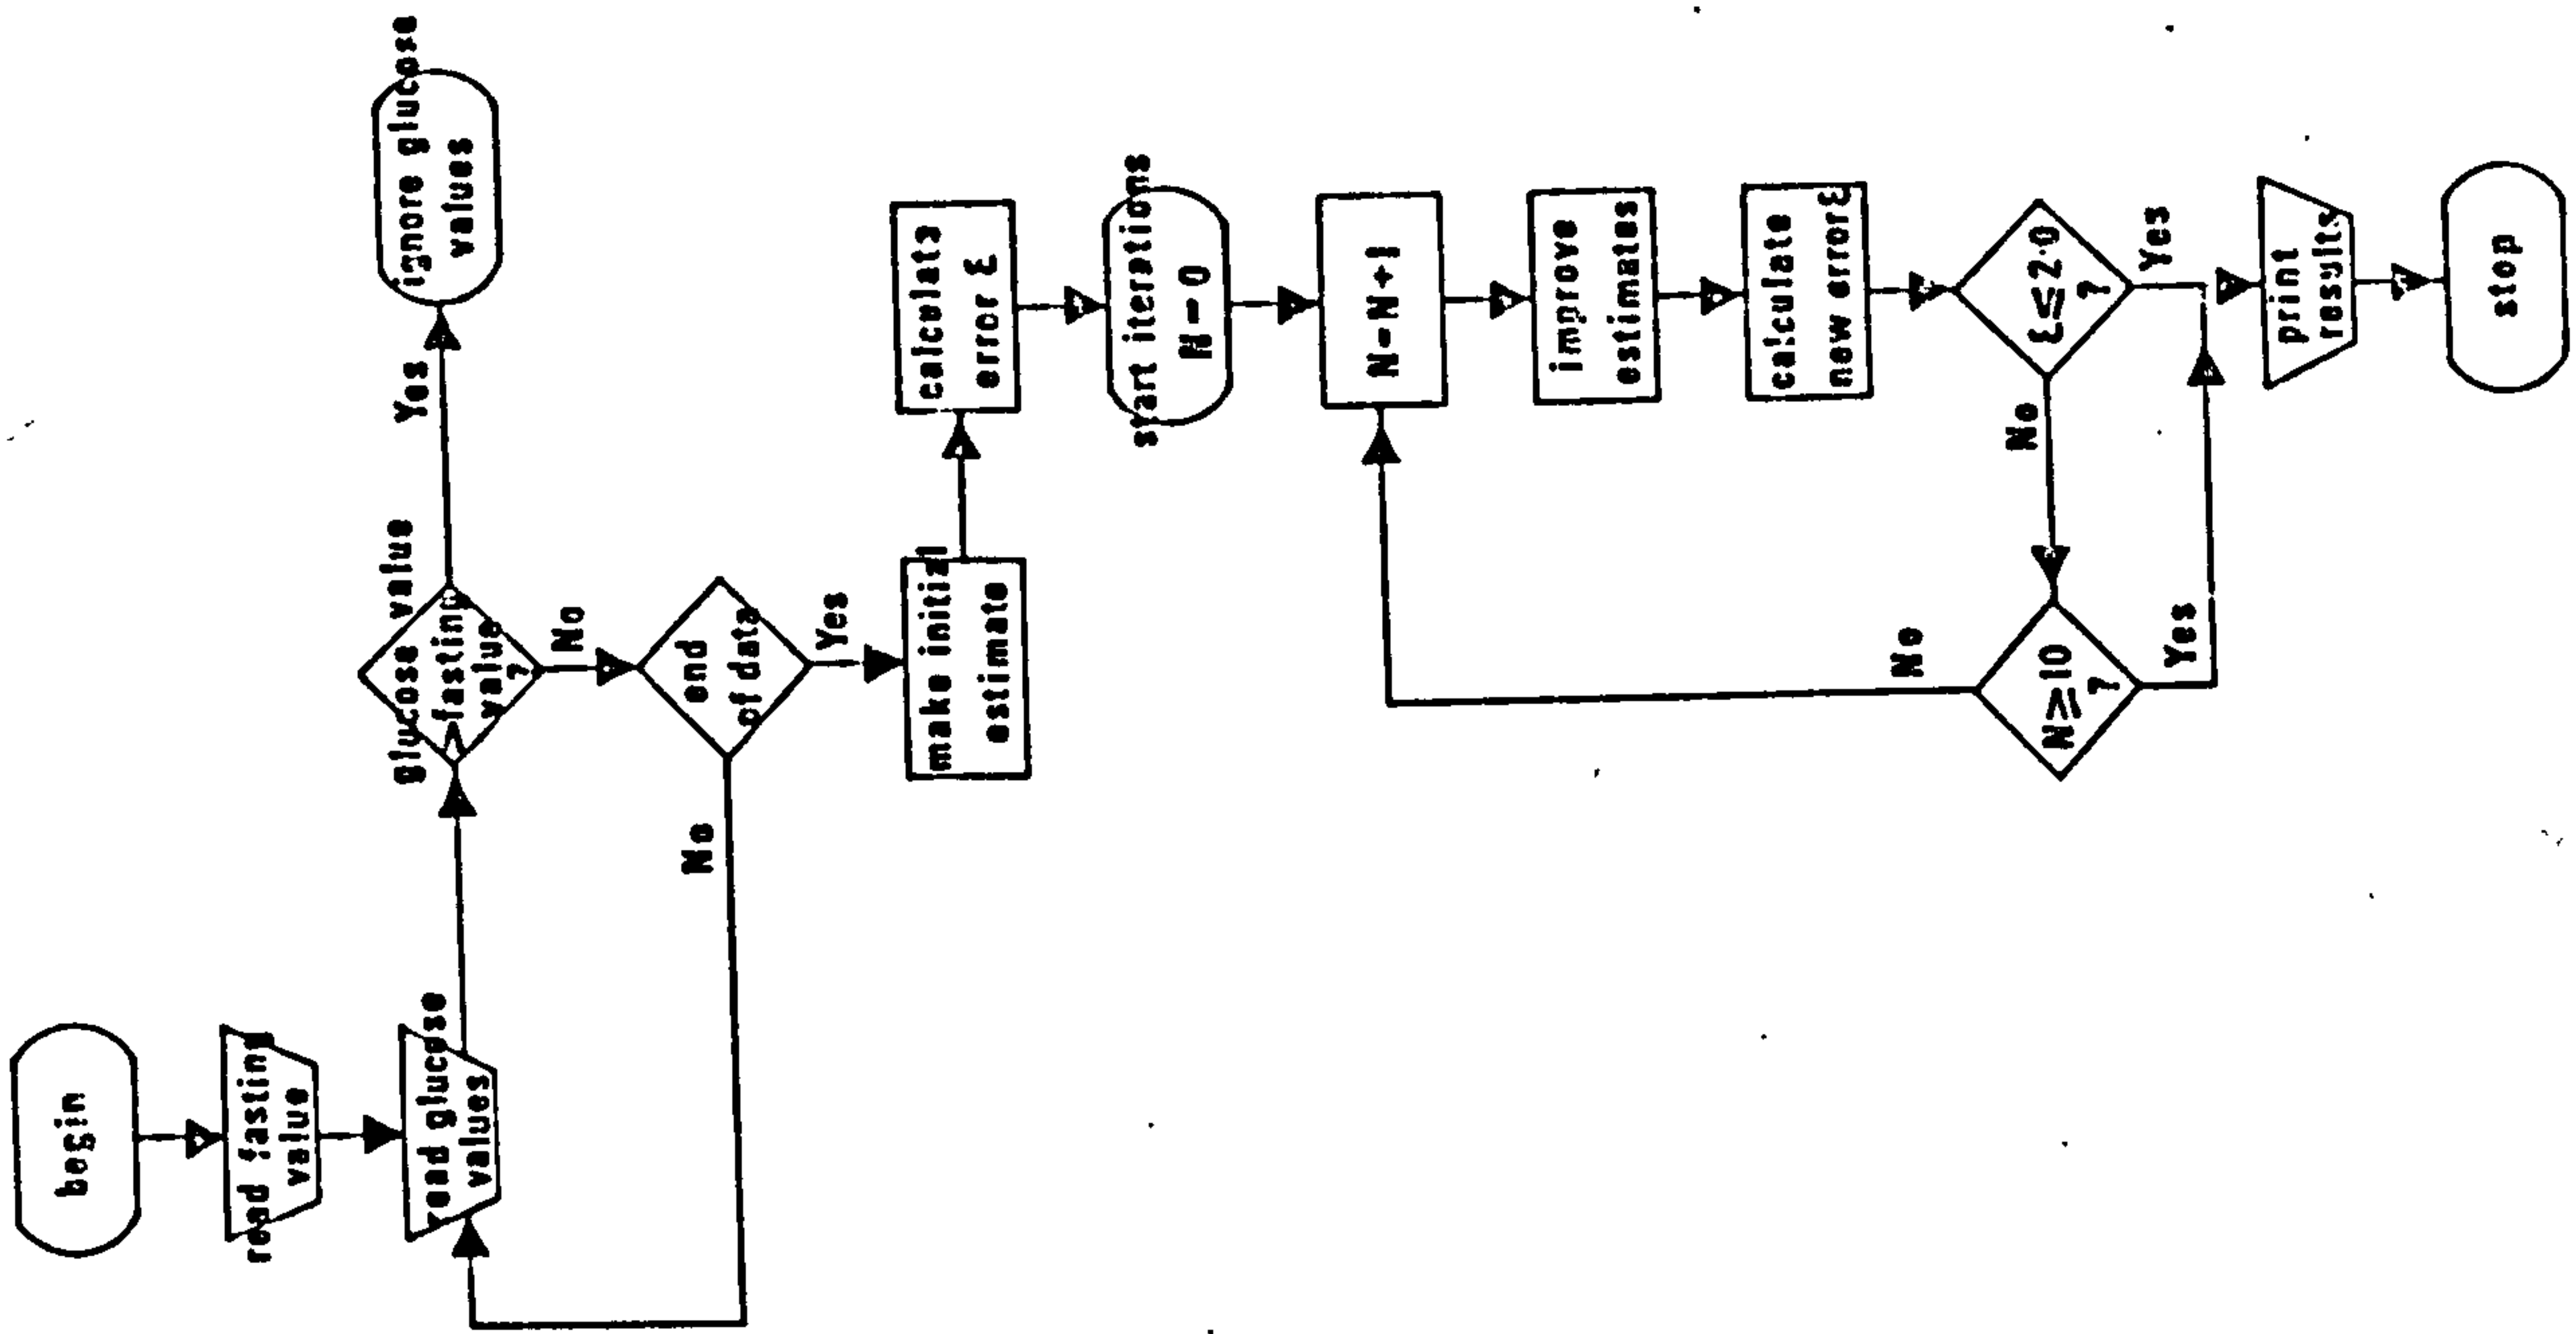 begin
read fasting
value
read glucose
values
glucose value
< fasting
value
?
Yes
ignore glucose
values
No
end
of data
No
Yes
make initial
estimate
calculate
error ε
start iterations
N=0
N=N+1
improve
estimates
calculate
new error ε
ε≤2·0
?
No
Yes
N≥10
?
No
Yes
print
results
stop